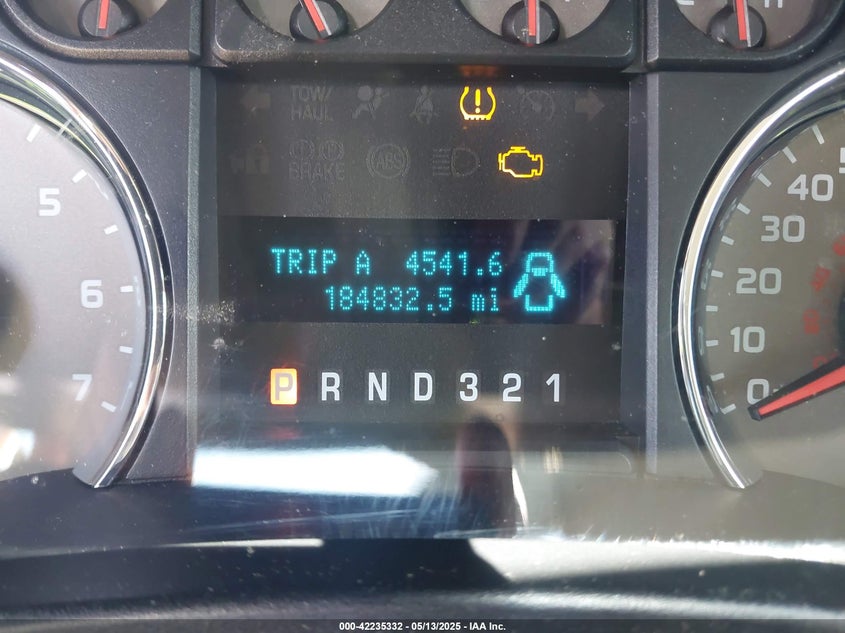 TOW/
HAUL
BRAKE
ABS
TRIP A 4541.6
184832.5 mi
P R N D 3 2 1
5
6
7
40
30
20
10
0
000-42235332 - 05/13/2025 - IAA Inc.